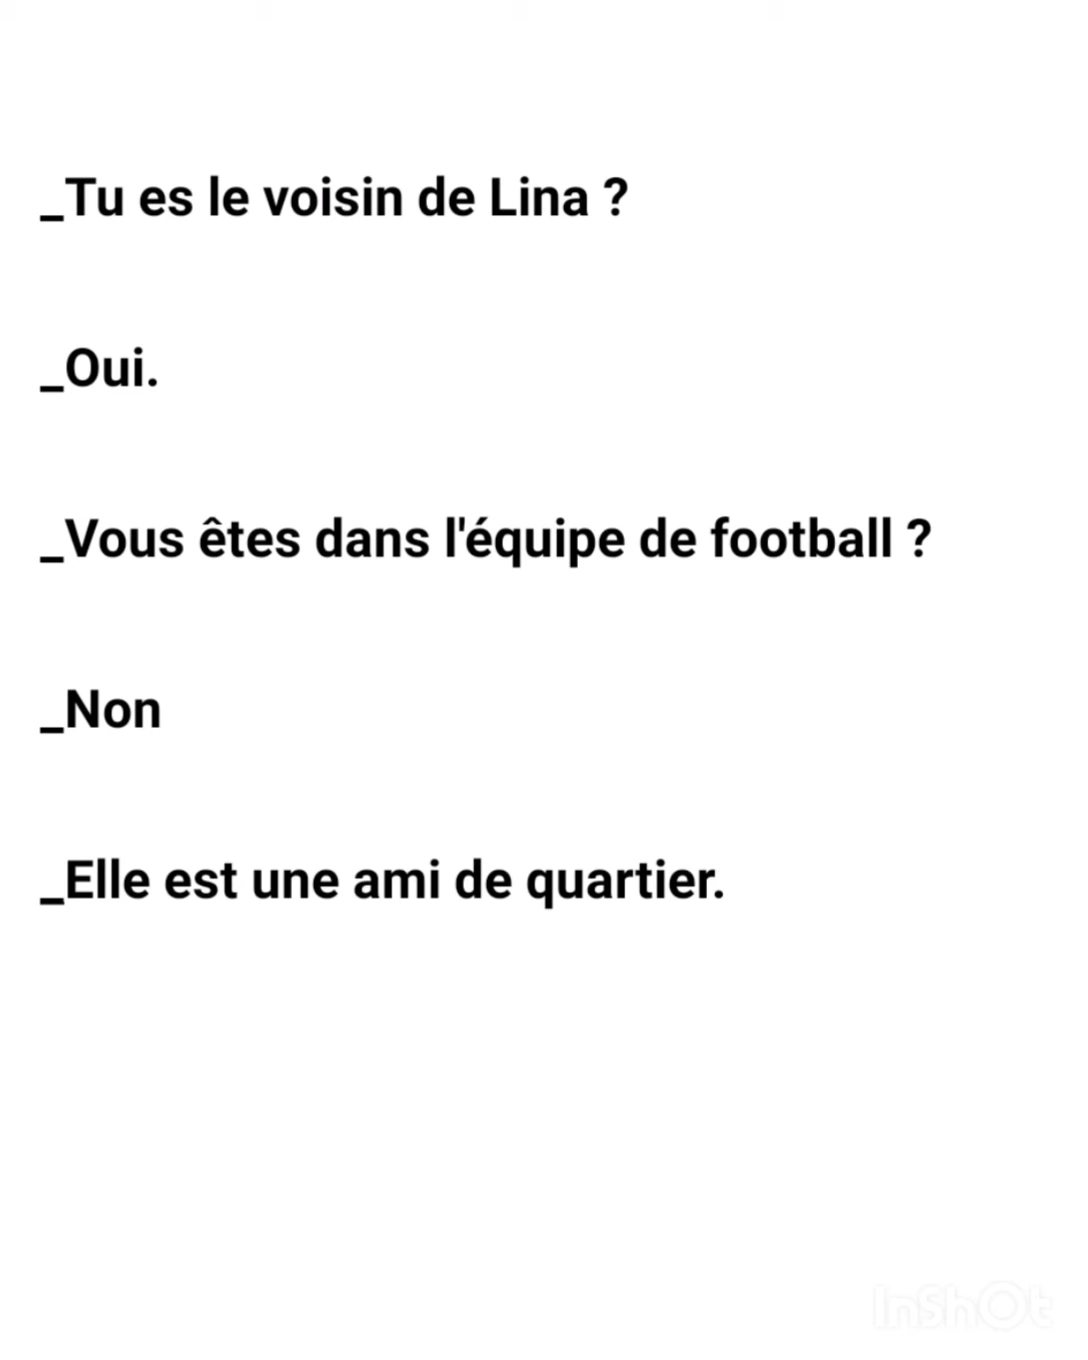 _Tu es le voisin de Lina ?
_Oui.
_Vous êtes dans l'équipe de football ?
_Non
_Elle est une ami de quartier.
InShOt